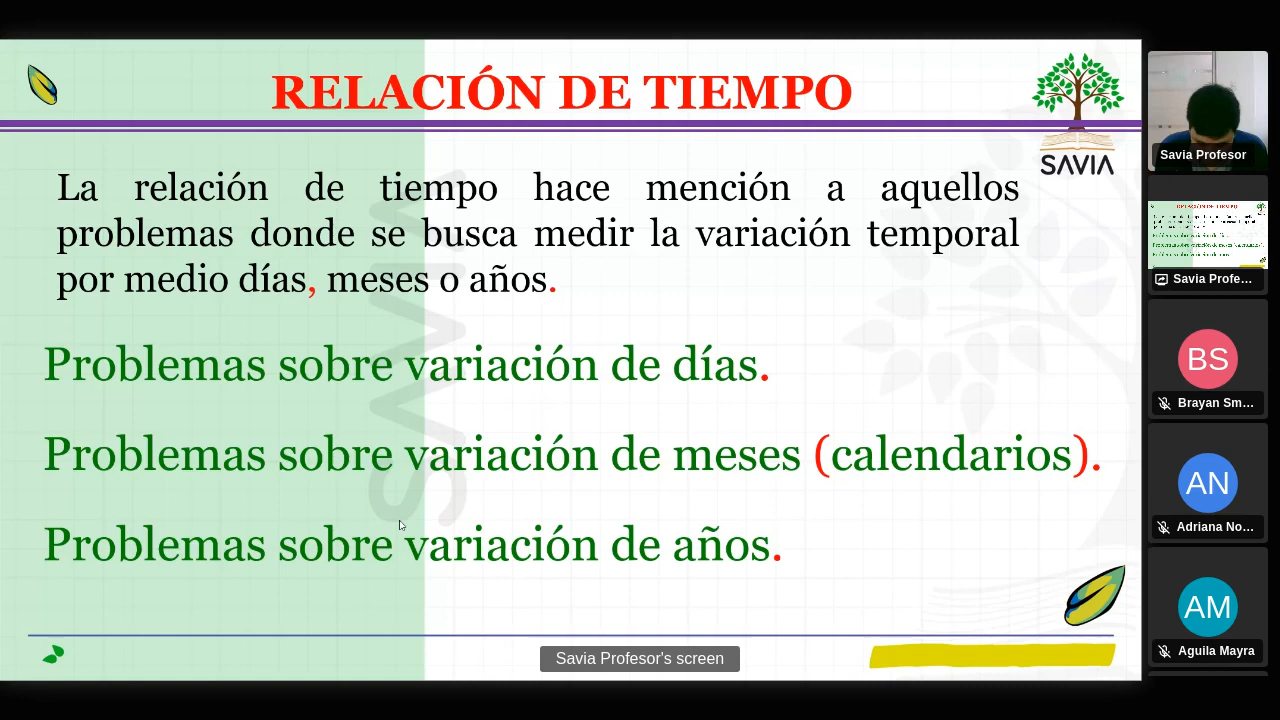 RELACIÓN DE TIEMPO
SAVIA
La relación de tiempo hace mención a aquellos
problemas donde se busca medir la variación temporal
por medio días, meses o años.
Problemas sobre variación de días.
Problemas sobre variación de meses (calendarios).
Problemas sobre variación de años.
Savia Profesor's screen
Savia Profesor
Savia Profe...
BS
Brayan Sm...
AN
Adriana No...
AM
Aguila Mayra